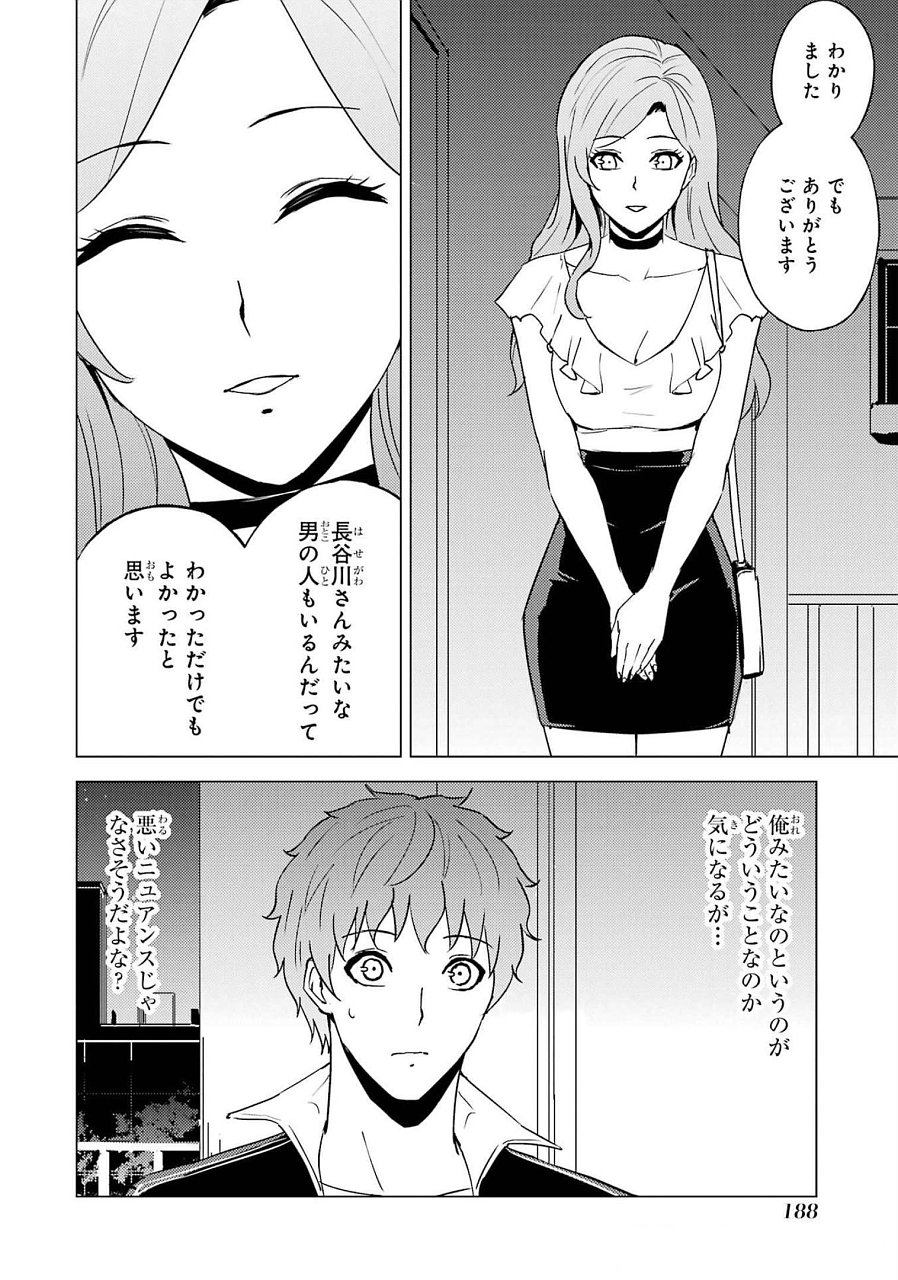 わかり
ました
でも
ありがとう
ございます
長谷川さんみたいな
男の人もいるんだって
わかっただけでも
よかったと
思います
俺みたいなのというのが
どういうことなのか
気になるが…
悪いニュアンスじゃ
なさそうだよな?
188